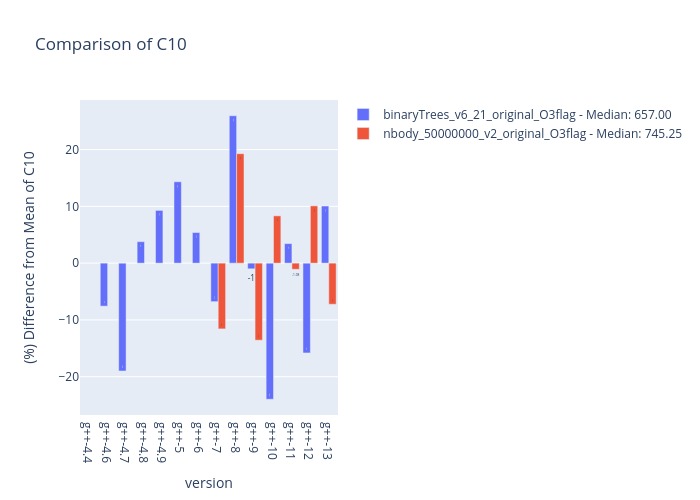 Comparison of C10
binaryTrees_v6_21_original_O3flag - Median: 657.00
nbody_50000000_v2_original_O3flag - Median: 745.25
(%) Difference from Mean of C10
20
10
0
−10
−20
-1
g++-4.4
g++-4.6
g++-4.7
g++-4.8
g++-4.9
g++-5
g++-6
g++-7
g++-8
g++-9
g++-10
g++-11
g++-12
g++-13
version